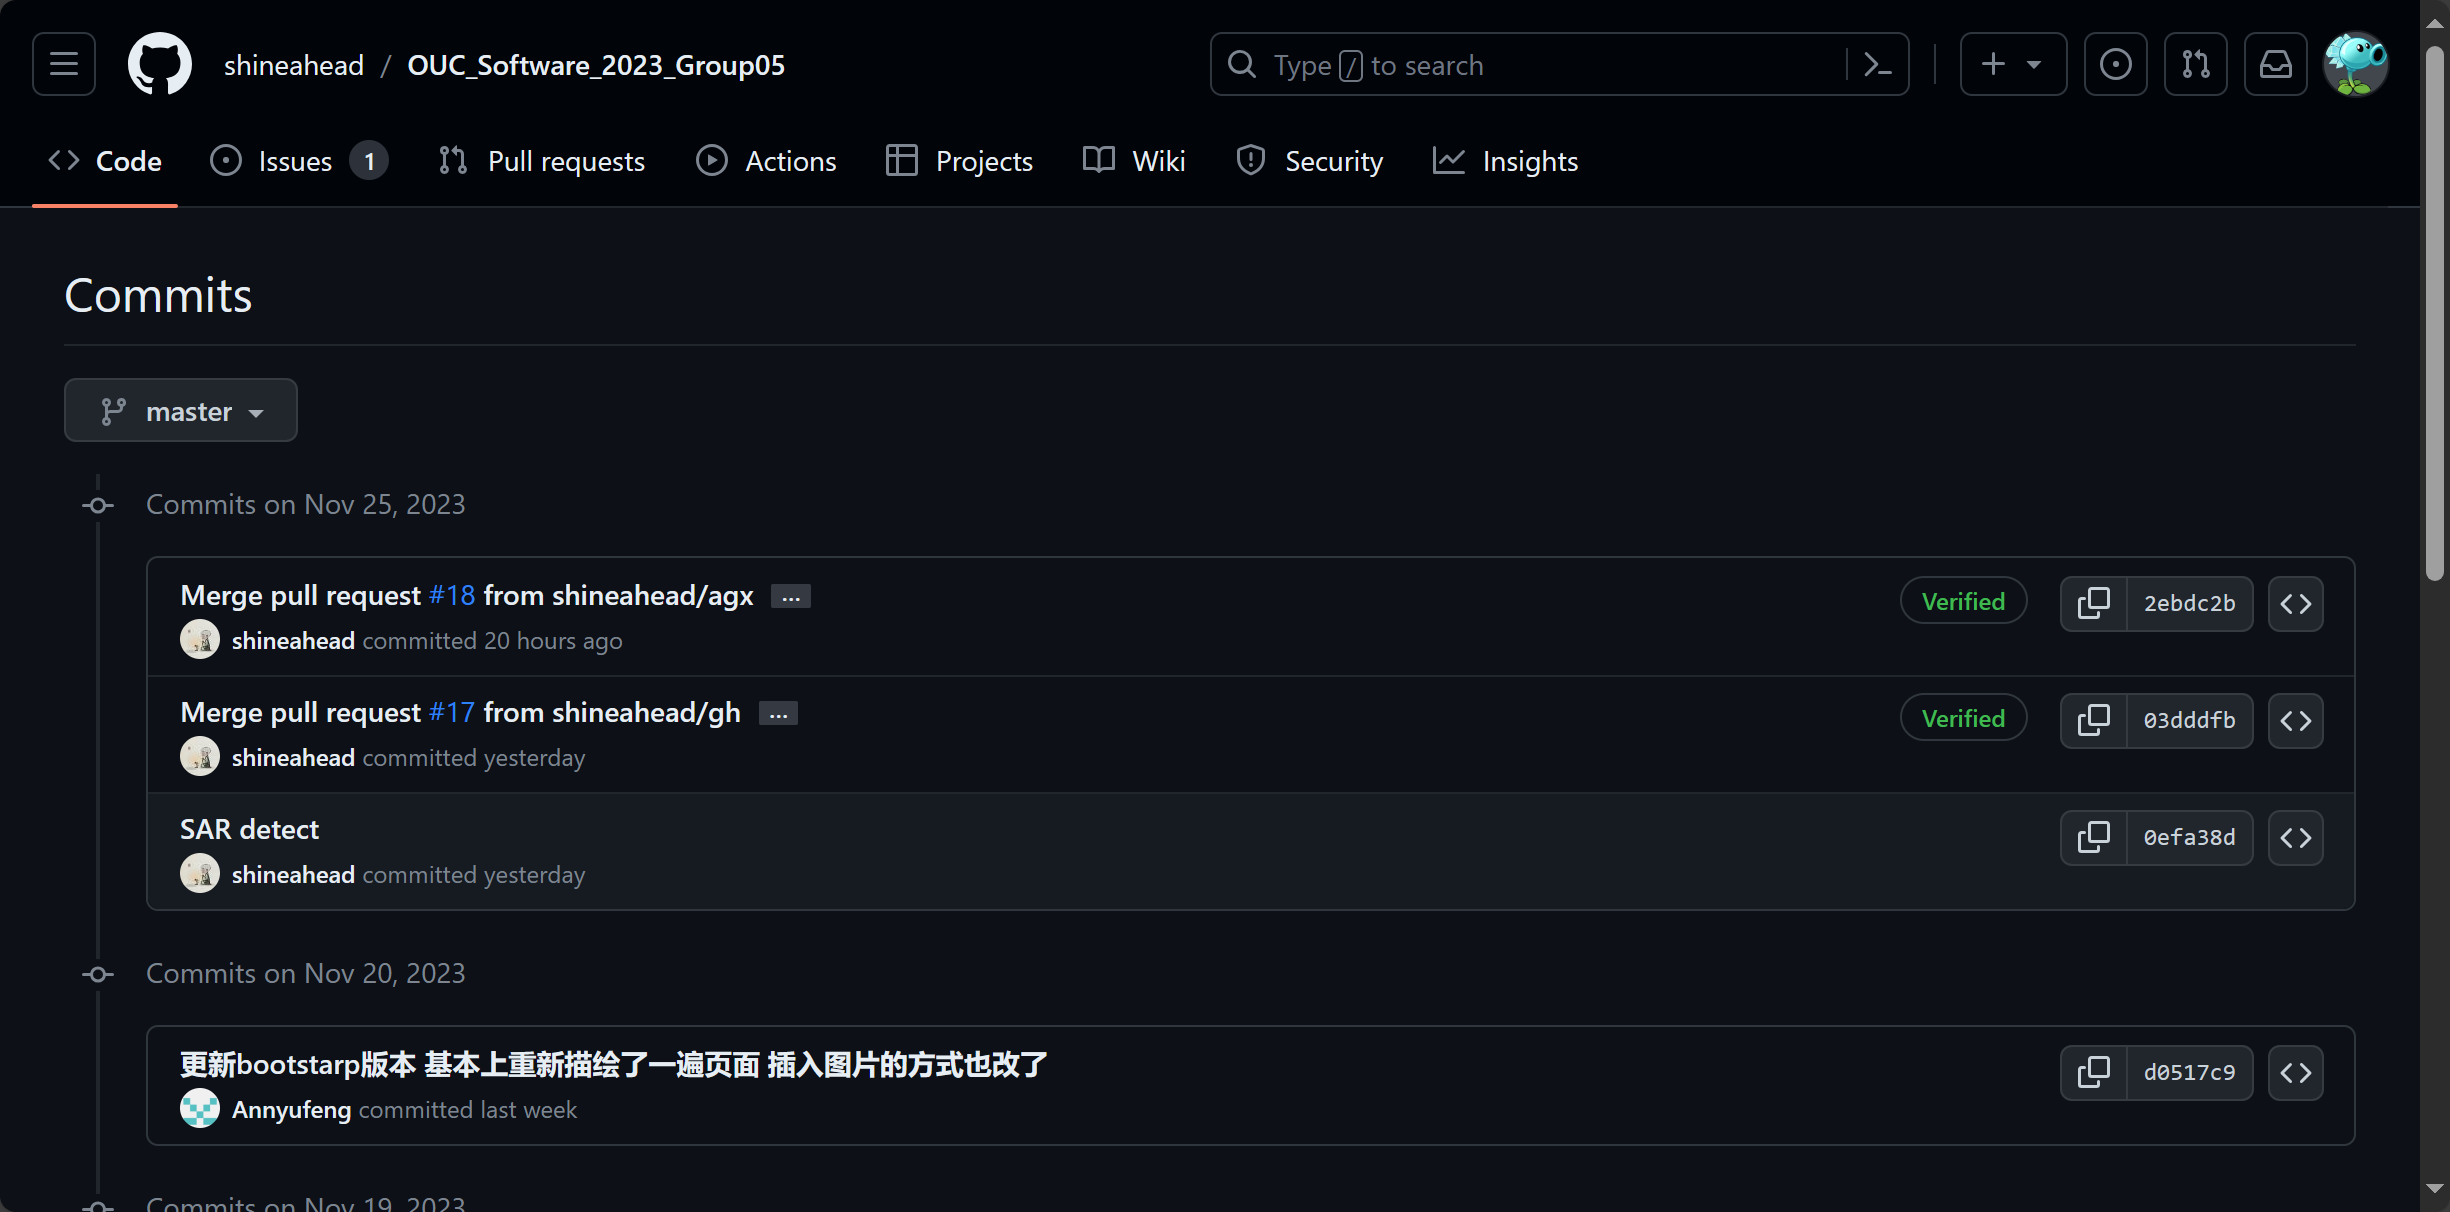 shineahead / OUC_Software_2023_Group05
Type / to search
Code
Issues 1
Pull requests
Actions
Projects
Wiki
Security
Insights
Commits
master
Commits on Nov 25, 2023
Merge pull request #18 from shineahead/agx ...
Verified
2ebdc2b
shineahead committed 20 hours ago
Merge pull request #17 from shineahead/gh ...
Verified
03dddfb
shineahead committed yesterday
SAR detect
0efa38d
shineahead committed yesterday
Commits on Nov 20, 2023
更新bootstarp版本 基本上重新描绘了一遍页面 插入图片的方式也改了
d0517c9
Annyufeng committed last week
Commits on Nov 19, 2023